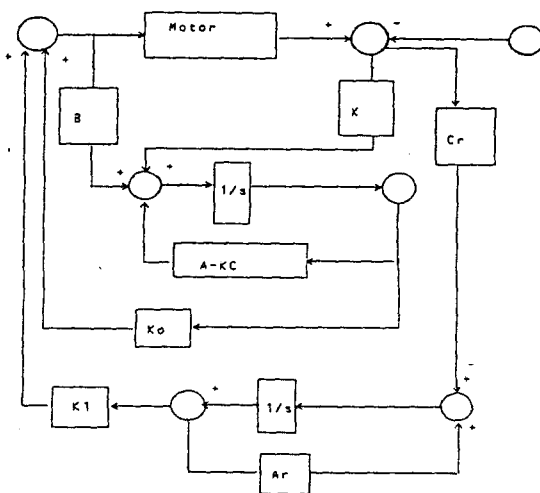 Motor
+ -
+ +
B
K
Cr
+ +
+ 1/s
A-KC
Ko
-
+
K1
+ 1/s
+
Ar